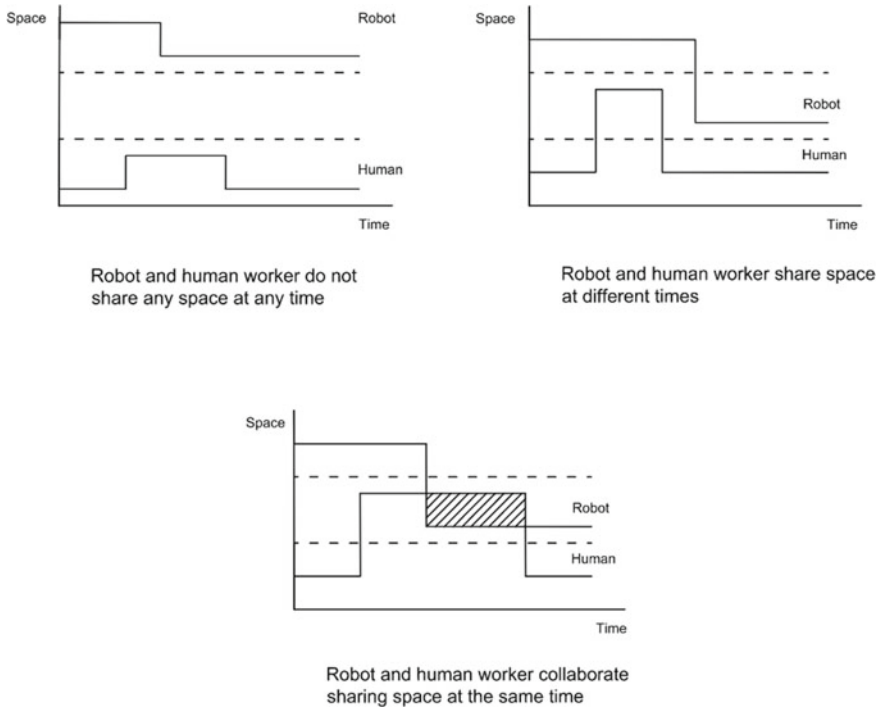 Space
Robot
Human
Time
Robot and human worker do not
share any space at any time
Space
Robot
Human
Time
Robot and human worker share space
at different times
Space
Robot
Human
Time
Robot and human worker collaborate
sharing space at the same time